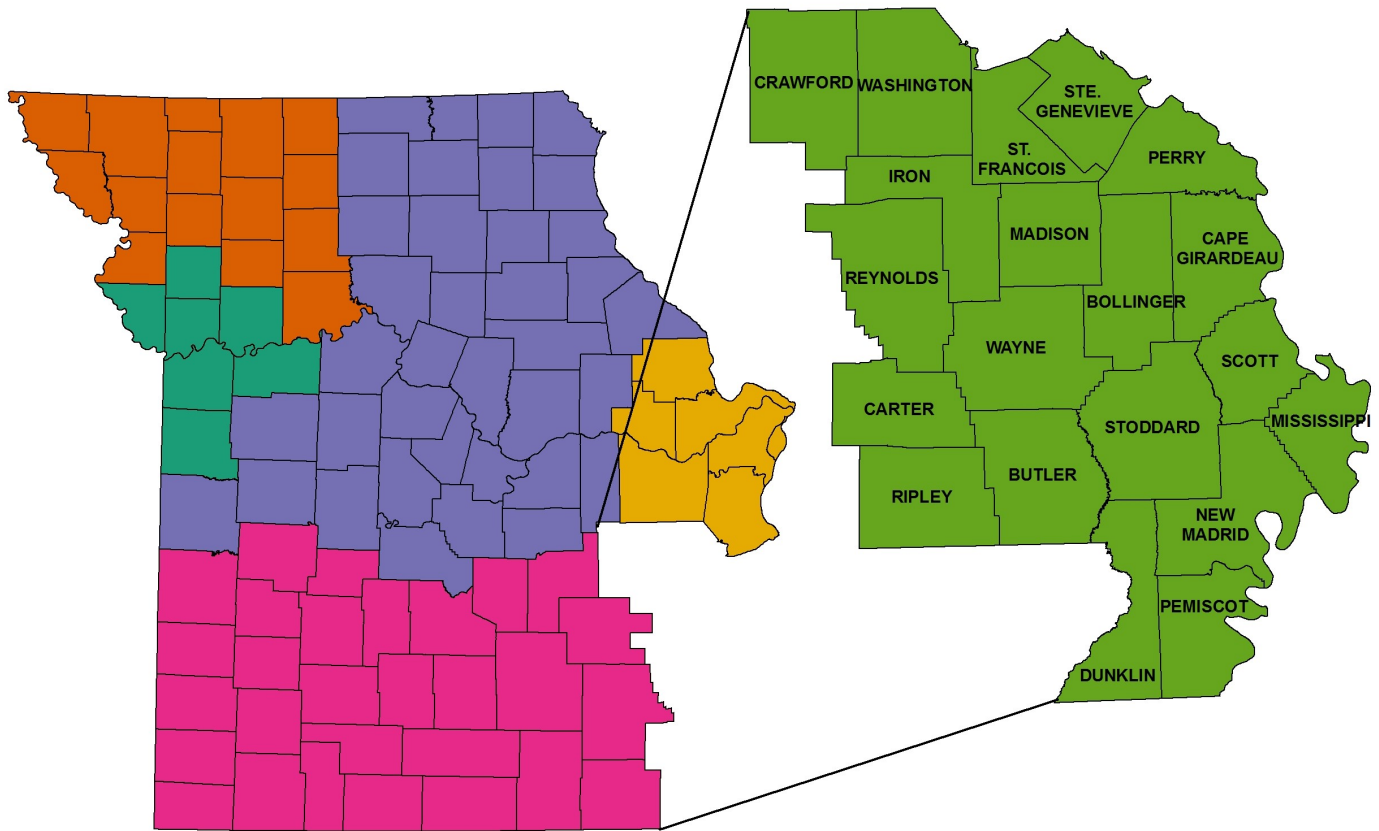 CRAWFORD
WASHINGTON
STE.
GENEVIEVE
ST.
FRANCOIS
PERRY
IRON
MADISON
CAPE
GIRARDEAU
REYNOLDS
BOLLINGER
WAYNE
SCOTT
CARTER
STODDARD
MISSISSIPPI
RIPLEY
BUTLER
NEW
MADRID
PEMISCOT
DUNKLIN